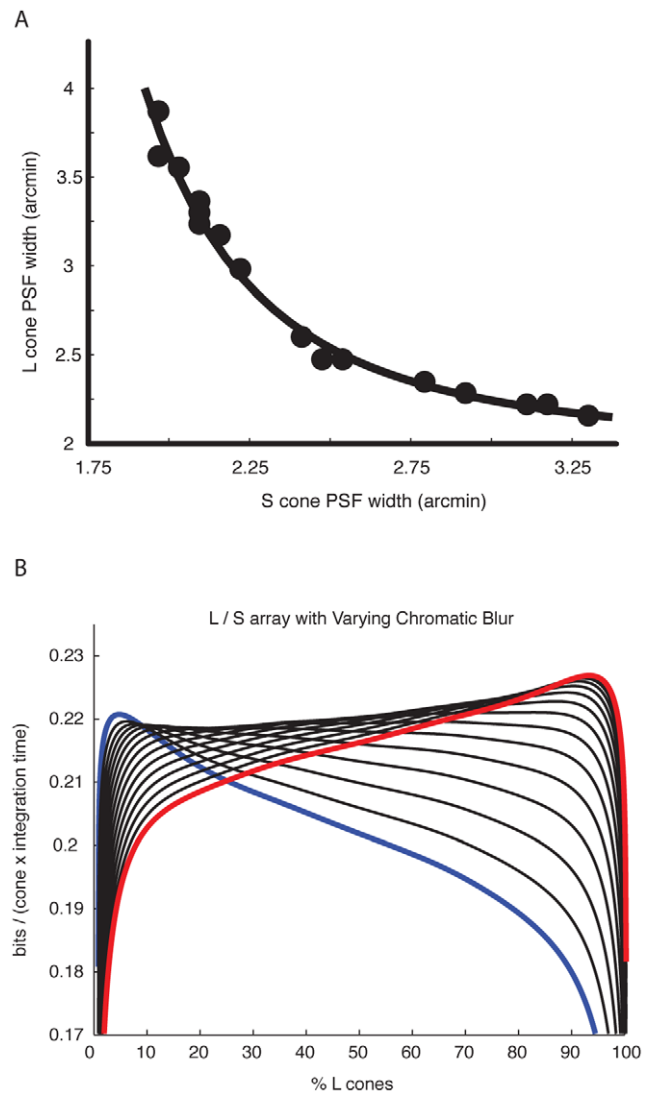 A
4
3.5
3
2.5
2
L cone PSF width (arcmin)
1.75 2.25 2.75 3.25
S cone PSF width (arcmin)
B
L / S array with Varying Chromatic Blur
0.23
0.22
0.21
0.2
0.19
0.18
0.17
bits / (cone x integration time)
0 10 20 30 40 50 60 70 80 90 100
% L cones